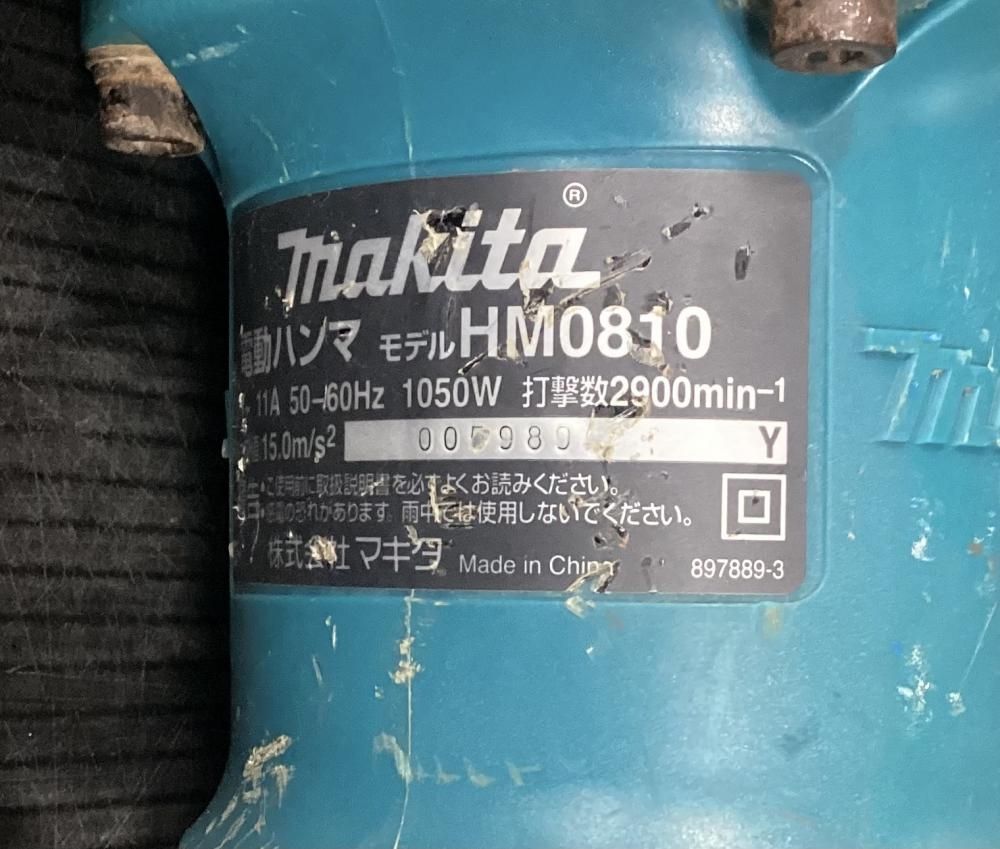 makita®
電動ハンマ モデル HM0810
11A 50-/60Hz 1050W 打撃数2900min-1
15.0m/s2 005980 Y
ご使用前に取扱説明書を必ずよくお読みください。
の恐れがあります。雨中では使用しないでください。
株式会社 マキタ Made in China 897889-3